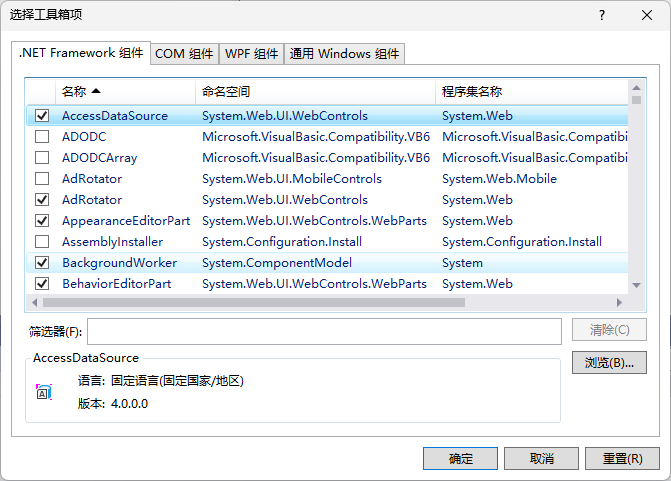 选择工具箱项
.NET Framework 组件 COM 组件 WPF 组件 通用 Windows 组件
名称 命名空间 程序集名称
AccessDataSource System.Web.UI.WebControls System.Web
ADODC Microsoft.VisualBasic.Compatibility.VB6 Microsoft.VisualBasic.Compatibi
ADODCArray Microsoft.VisualBasic.Compatibility.VB6 Microsoft.VisualBasic.Compatibi
AdRotator System.Web.UI.MobileControls System.Web.Mobile
AdRotator System.Web.UI.WebControls System.Web
AppearanceEditorPart System.Web.UI.WebControls.WebParts System.Web
AssemblyInstaller System.Configuration.Install System.Configuration.Install
BackgroundWorker System.ComponentModel System
BehaviorEditorPart System.Web.UI.WebControls.WebParts System.Web
筛选器(F): 清除(C)
AccessDataSource 浏览(B)...
语言: 固定语言(固定国家/地区)
版本: 4.0.0.0
确定 取消 重置(R)